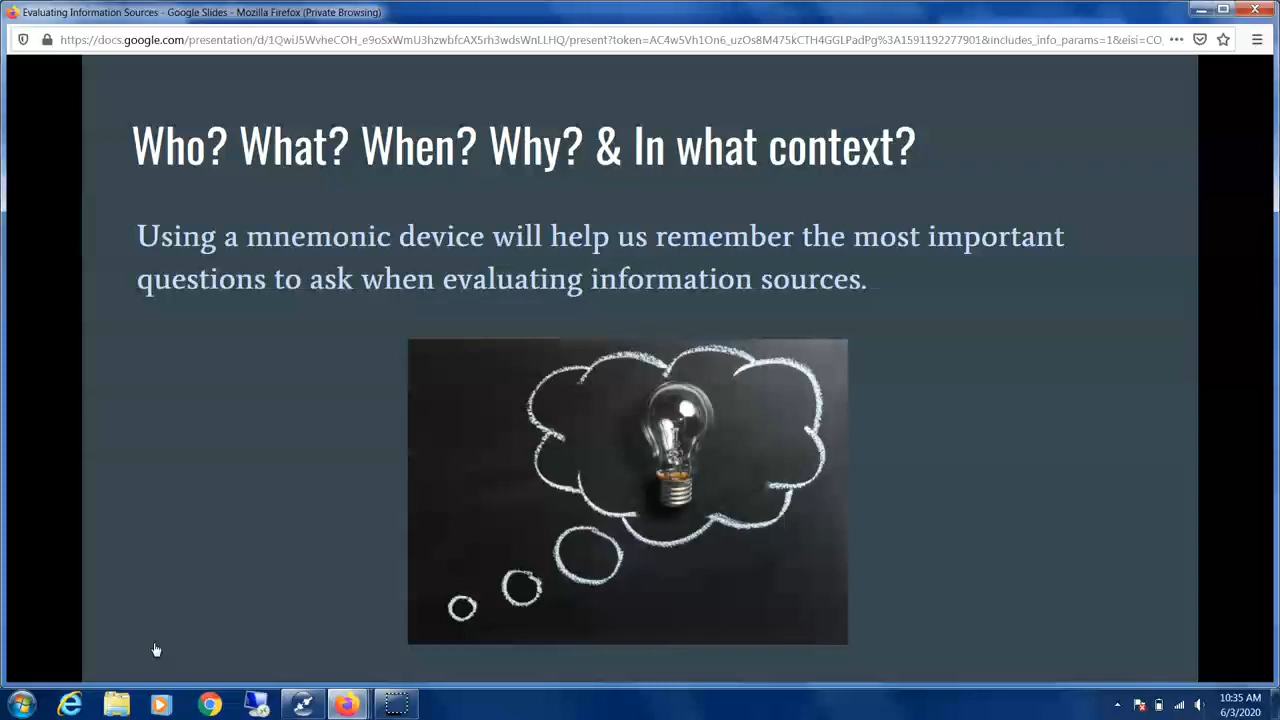 Evaluating Information Sources - Google Slides - Mozilla Firefox (Private Browsing)
https://docs.google.com/presentation/d/1QwiJ5WvheCOH_e9oSxWmU3hzwbfcAX5rh3wdsWnLLHQ/present?token=AC4w5Vh1On6_uzOs8M475kCTH4GGLPadPg%3A1591192277901&includes_info_params=1&eisi=CO_
Who? What? When? Why? & In what context?
Using a mnemonic device will help us remember the most important
questions to ask when evaluating information sources.
10:35 AM
6/3/2020